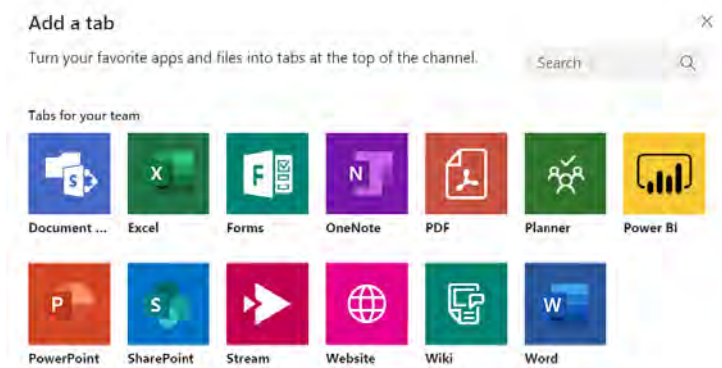 Add a tab
Turn your favorite apps and files into tabs at the top of the channel.
Search
Tabs for your team
S
X
F
N
Document ...
Excel
Forms
OneNote
PDF
Planner
Power BI
P
S
W
PowerPoint
SharePoint
Stream
Website
Wiki
Word